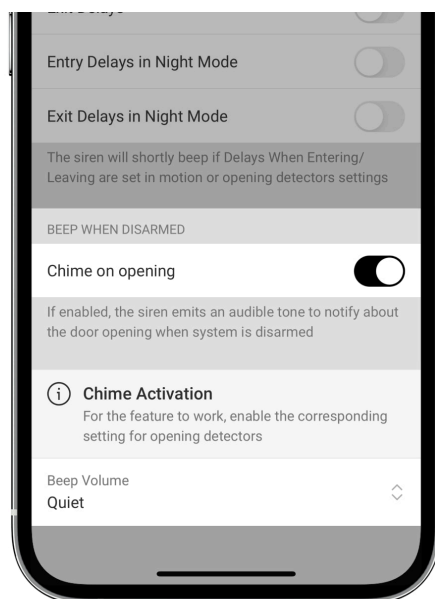 Entry Delays in Night Mode
Exit Delays in Night Mode
The siren will shortly beep if Delays When Entering/
Leaving are set in motion or opening detectors settings
BEEP WHEN DISARMED
Chime on opening
If enabled, the siren emits an audible tone to notify about
the door opening when system is disarmed
Chime Activation
For the feature to work, enable the corresponding
setting for opening detectors
Beep Volume
Quiet